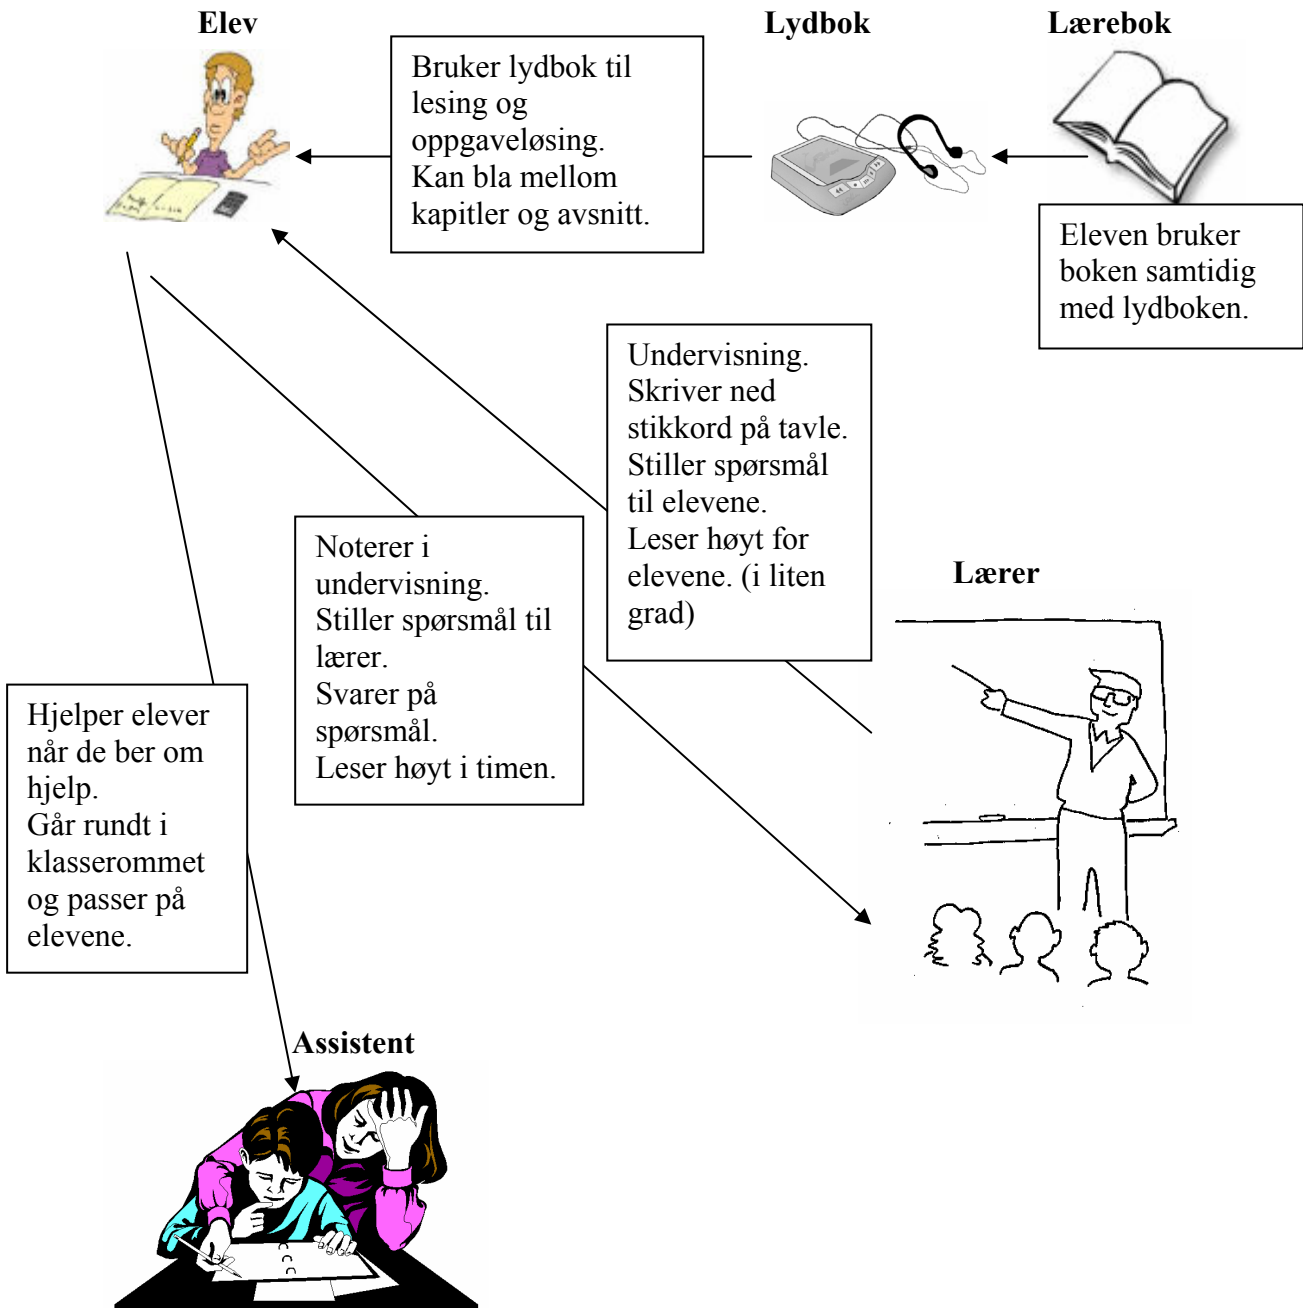 Elev
Lydbok
Lærebok
Bruker lydbok til
lesing og
oppgaveløsing.
Kan bla mellom
kapitler og avsnitt.
Eleven bruker
boken samtidig
med lydboken.
Undervisning.
Skriver ned
stikkord på tavle.
Stiller spørsmål
til elevene.
Leser høyt for
elevene. (i liten
grad)
Noterer i
undervisning.
Stiller spørsmål til
lærer.
Svarer på
spørsmål.
Leser høyt i timen.
Lærer
Hjelper elever
når de ber om
hjelp.
Går rundt i
klasserommet
og passer på
elevene.
Assistent